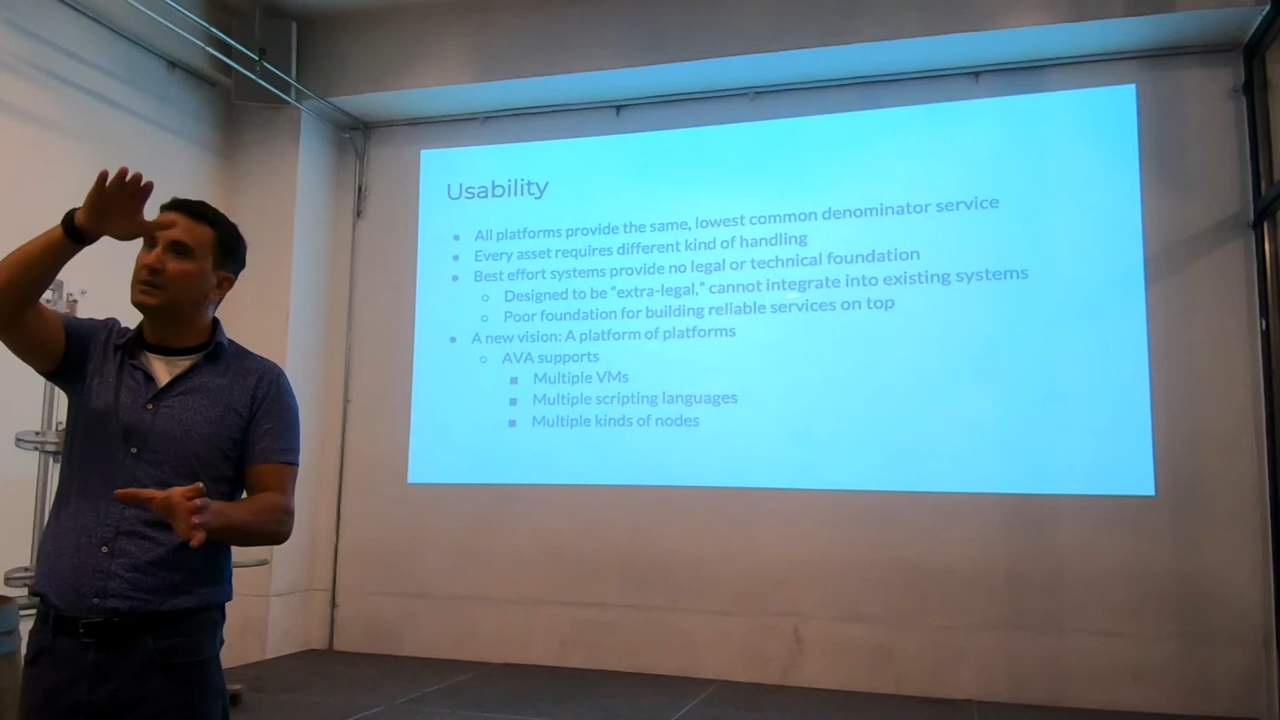 Usability
• All platforms provide the same, lowest common denominator service
• Every asset requires different kind of handling
• Best effort systems provide no legal or technical foundation
○ Designed to be "extra-legal," cannot integrate into existing systems
○ Poor foundation for building reliable services on top
• A new vision: A platform of platforms
○ AVA supports
■ Multiple VMs
■ Multiple scripting languages
■ Multiple kinds of nodes